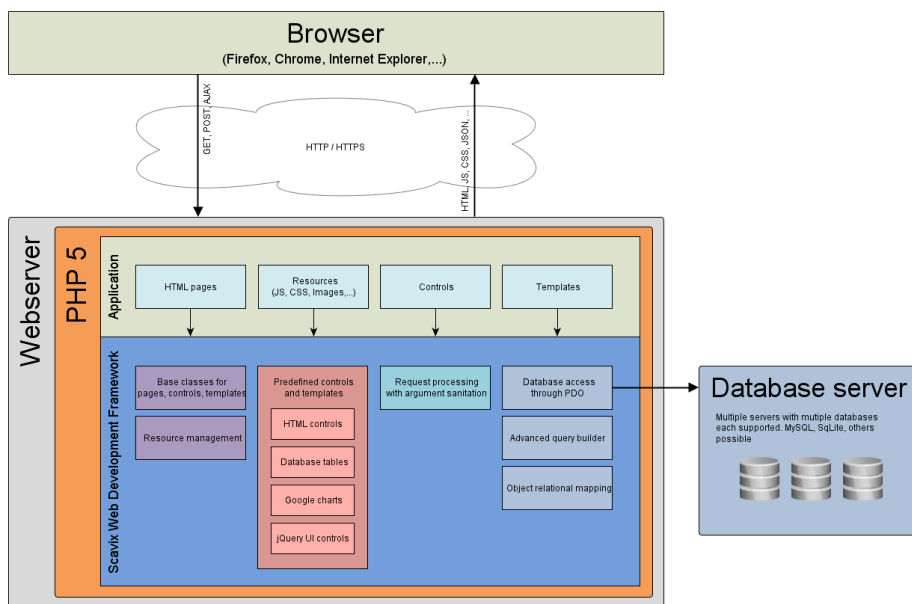 Browser
(Firefox, Chrome, Internet Explorer,...)
GET, POST, AJAX
HTTP / HTTPS
HTML, JS, CSS, JSON, ...
Webserver
PHP 5
Application
HTML pages
Resources
(JS, CSS, Images,...)
Controls
Templates
Scavix Web Development Framework
Base classes for
pages, controls, templates
Resource management
Predefined controls
and templates
HTML controls
Database tables
Google charts
jQuery UI controls
Request processing
with argument sanitation
Database access
through PDO
Advanced query builder
Object relational mapping
Database server
Multiple servers with mutiple databases
each supported. MySQL, SqLite, others
possible